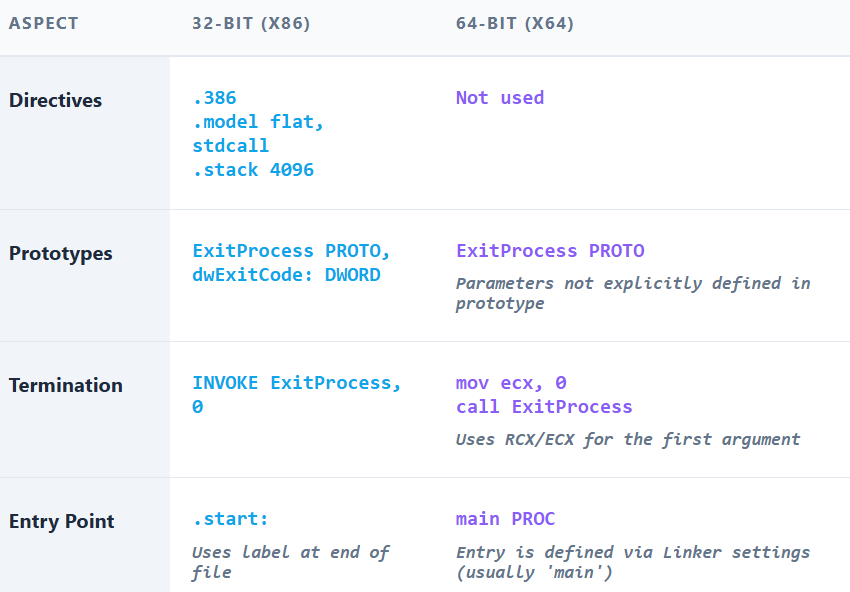 ASPECT 32-BIT (X86) 64-BIT (X64)
Directives
.386
.model flat,
stdcall
.stack 4096
Not used
Prototypes
ExitProcess PROTO,
dwExitCode: DWORD
ExitProcess PROTO
Parameters not explicitly defined in
prototype
Termination
INVOKE ExitProcess,
0
mov ecx, 0
call ExitProcess
Uses RCX/ECX for the first argument
Entry Point
.start:
Uses label at end of
file
main PROC
Entry is defined via Linker settings
(usually 'main')